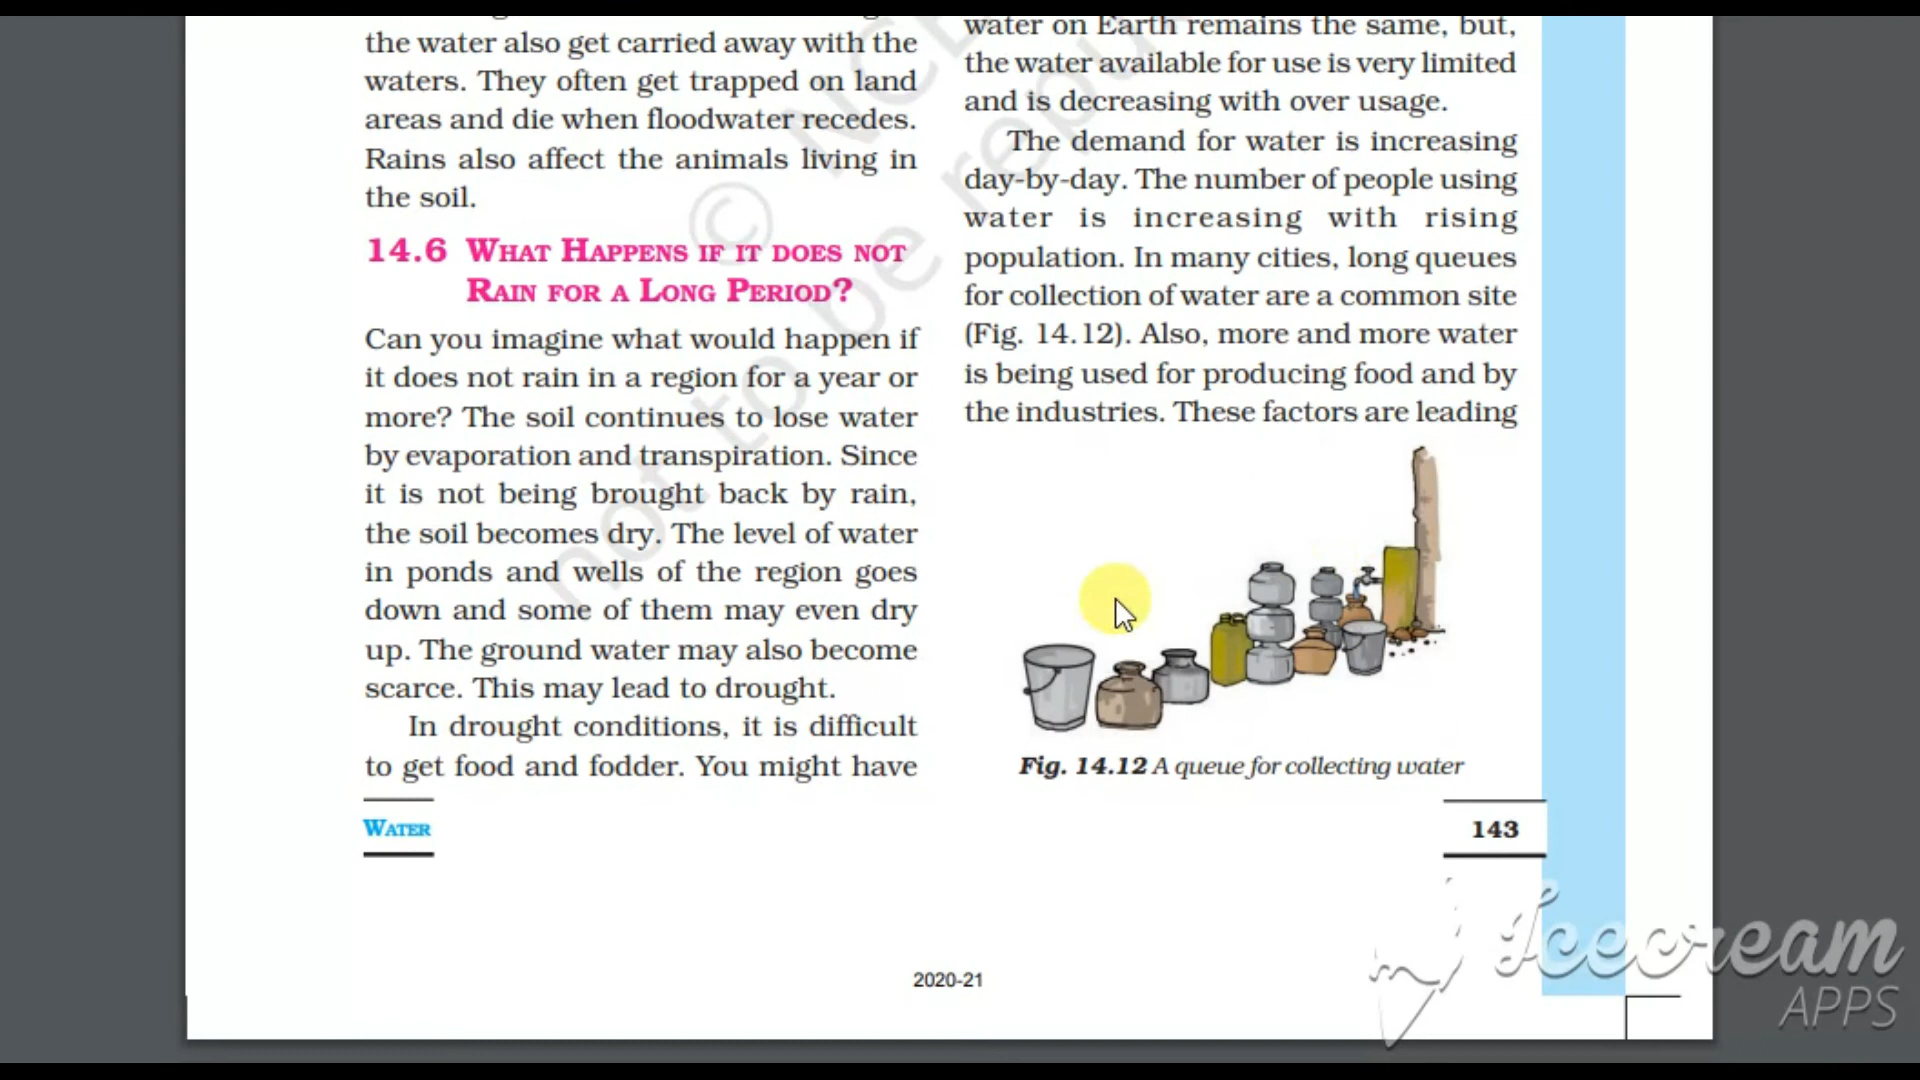 the water also get carried away with the
waters. They often get trapped on land
areas and die when floodwater recedes.
Rains also affect the animals living in
the soil.
14.6 WHAT HAPPENS IF IT DOES NOT
RAIN FOR A LONG PERIOD?
Can you imagine what would happen if
it does not rain in a region for a year or
more? The soil continues to lose water
by evaporation and transpiration. Since
it is not being brought back by rain,
the soil becomes dry. The level of water
in ponds and wells of the region goes
down and some of them may even dry
up. The ground water may also become
scarce. This may lead to drought.
In drought conditions, it is difficult
to get food and fodder. You might have
water on Earth remains the same, but,
the water available for use is very limited
and is decreasing with over usage.
The demand for water is increasing
day-by-day. The number of people using
water is increasing with rising
population. In many cities, long queues
for collection of water are a common site
(Fig. 14.12). Also, more and more water
is being used for producing food and by
the industries. These factors are leading
Fig. 14.12 A queue for collecting water
WATER
143
2020-21
©
not to be
Icecream
APPS